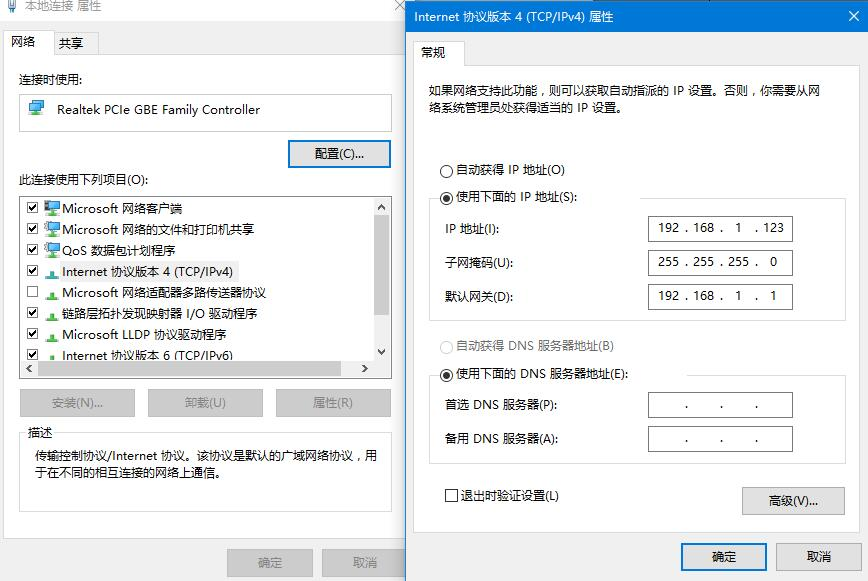 本地连接 属性
网络
共享
连接时使用:
Realtek PCIe GBE Family Controller
配置(C)...
此连接使用下列项目(O):
Microsoft 网络客户端
Microsoft 网络的文件和打印机共享
QoS 数据包计划程序
Internet 协议版本 4 (TCP/IPv4)
Microsoft 网络适配器多路传送器协议
链路层拓扑发现映射器 I/O 驱动程序
Microsoft LLDP 协议驱动程序
Internet 协议版本 6 (TCP/IPv6)
安装(N)...
卸载(U)
属性(R)
描述
传输控制协议/Internet 协议。该协议是默认的广域网络协议，用
于在不同的相互连接的网络上通信。
确定
取消
Internet 协议版本 4 (TCP/IPv4) 属性
常规
如果网络支持此功能，则可以获取自动指派的 IP 设置。否则，你需要从网
络系统管理员处获得适当的 IP 设置。
自动获得 IP 地址(O)
使用下面的 IP 地址(S):
IP 地址(I):
192 . 168 . 1 . 123
子网掩码(U):
255 . 255 . 255 . 0
默认网关(D):
192 . 168 . 1 . 1
自动获得 DNS 服务器地址(B)
使用下面的 DNS 服务器地址(E):
首选 DNS 服务器(P):
. . .
备用 DNS 服务器(A):
. . .
退出时验证设置(L)
高级(V)...
确定
取消